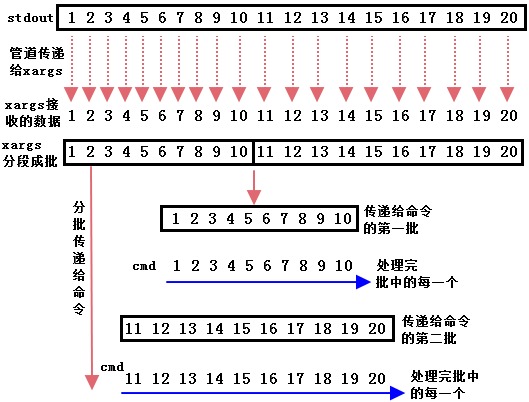 stdout 1 2 3 4 5 6 7 8 9 10 11 12 13 14 15 16 17 18 19 20
管道传递
给xargs
xargs接
收的数据
1 2 3 4 5 6 7 8 9 10 11 12 13 14 15 16 17 18 19 20
xargs
分段成批
1 2 3 4 5 6 7 8 9 10 11 12 13 14 15 16 17 18 19 20
分批传递给命令
1 2 3 4 5 6 7 8 9 10
传递给命令
的第一批
cmd 1 2 3 4 5 6 7 8 9 10
处理完
批中的每一个
11 12 13 14 15 16 17 18 19 20
传递给命令
的第二批
cmd
11 12 13 14 15 16 17 18 19 20
处理完批中
的每一个